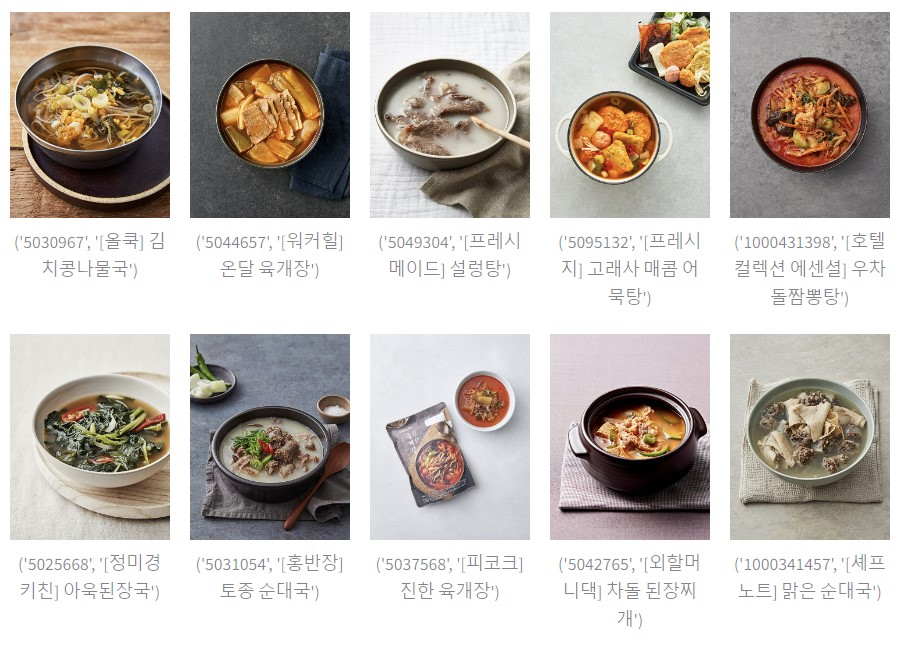 ('5030967', '[올쿡] 김
치콩나물국')
('5044657', '[워커힐]
온달 육개장')
('5049304', '[프레시
메이드] 설렁탕')
('5095132', '[프레시
지] 고래사 매콤 어
묵탕')
('1000431398', '[호텔
컬렉션 에센셜] 우차
돌짬뽕탕')
('5025668', '[정미경
키친] 아욱된장국')
('5031054', '[홍반장]
토종 순대국')
('5037568', '[피코크]
진한 육개장')
('5042765', '[외할머
니댁] 차돌 된장찌
개')
('1000341457', '[셰프
노트] 맑은 순대국')